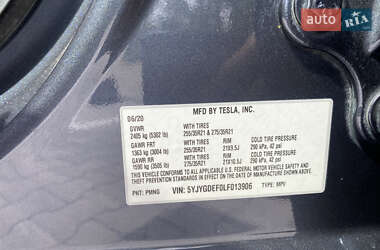 auto RIA
MFD BY TESLA, INC.
06/20
GVWR WITH TIRES
2405 kg (5302 lb) 255/35R21 & 275/35R21
GAWR FRT WITH TIRES RIM COLD TIRE PRESSURE
1363 kg (3004 lb) 255/35R21 21X9.5J 290 kPa, 42 psi
GAWR RR WITH TIRES RIM COLD TIRE PRESSURE
1590 kg (3505 lb) 275/35R21 21X10.5J 290 kPa, 42 psi
THIS VEHICLE CONFORMS TO ALL APPLICABLE U.S. FEDERAL MOTOR VEHICLE SAFETY
AND THEFT PREVENTION STANDARDS IN EFFECT ON THE DATE OF MANUFACTURE SHOWN ABOVE.
PNT: PMNG VIN: 5YJYGDEF0LF013906 TYPE: MPV